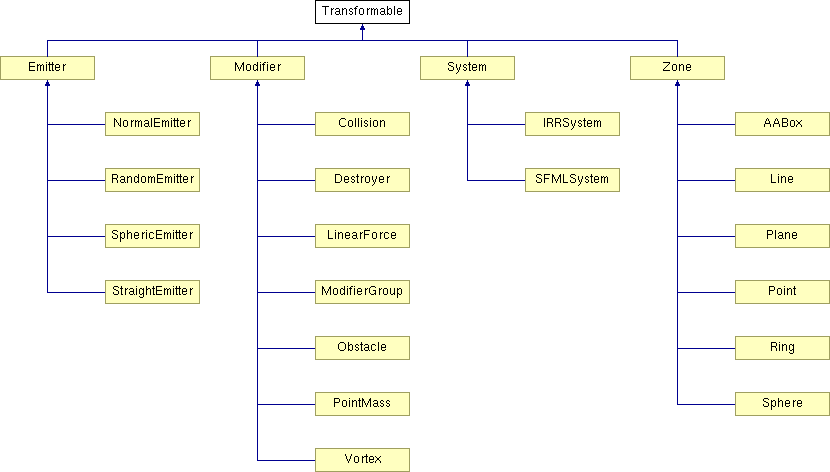 Transformable
Emitter
Modifier
System
Zone
NormalEmitter
Collision
IRRSystem
AABox
RandomEmitter
Destroyer
SFMLSystem
Line
SphericEmitter
LinearForce
Plane
StraightEmitter
ModifierGroup
Point
Obstacle
Ring
PointMass
Sphere
Vortex